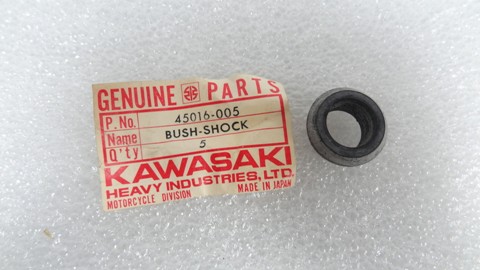 GENUINE PARTS
P.No. 45016-005
Name BUSH-SHOCK
Q'ty 5
KAWASAKI
HEAVY INDUSTRIES, LTD.
MOTORCYCLE DIVISION MADE IN JAPAN